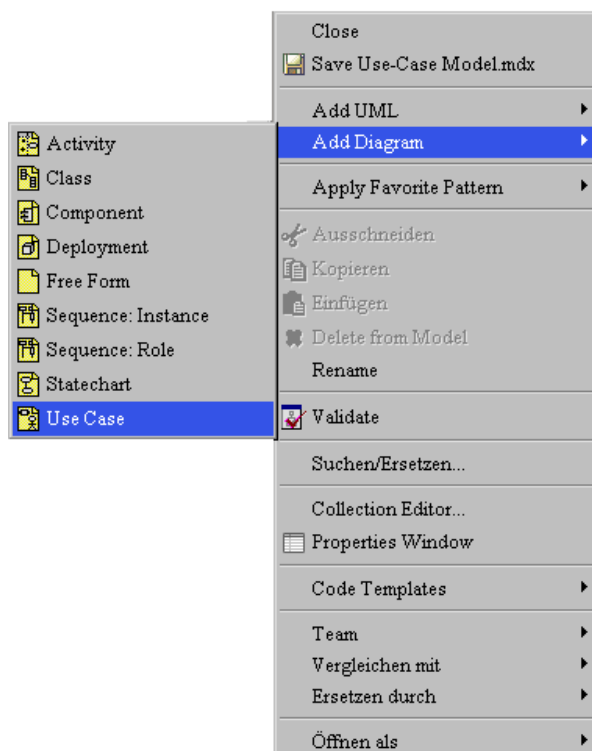 Close
Save Use-Case Model.mdx
Add UML
Add Diagram
Apply Favorite Pattern
Ausschneiden
Kopieren
Einfügen
Delete from Model
Rename
Validate
Suchen/Ersetzen...
Collection Editor...
Properties Window
Code Templates
Team
Vergleichen mit
Ersetzen durch
Öffnen als
Activity
Class
Component
Deployment
Free Form
Sequence: Instance
Sequence: Role
Statechart
Use Case